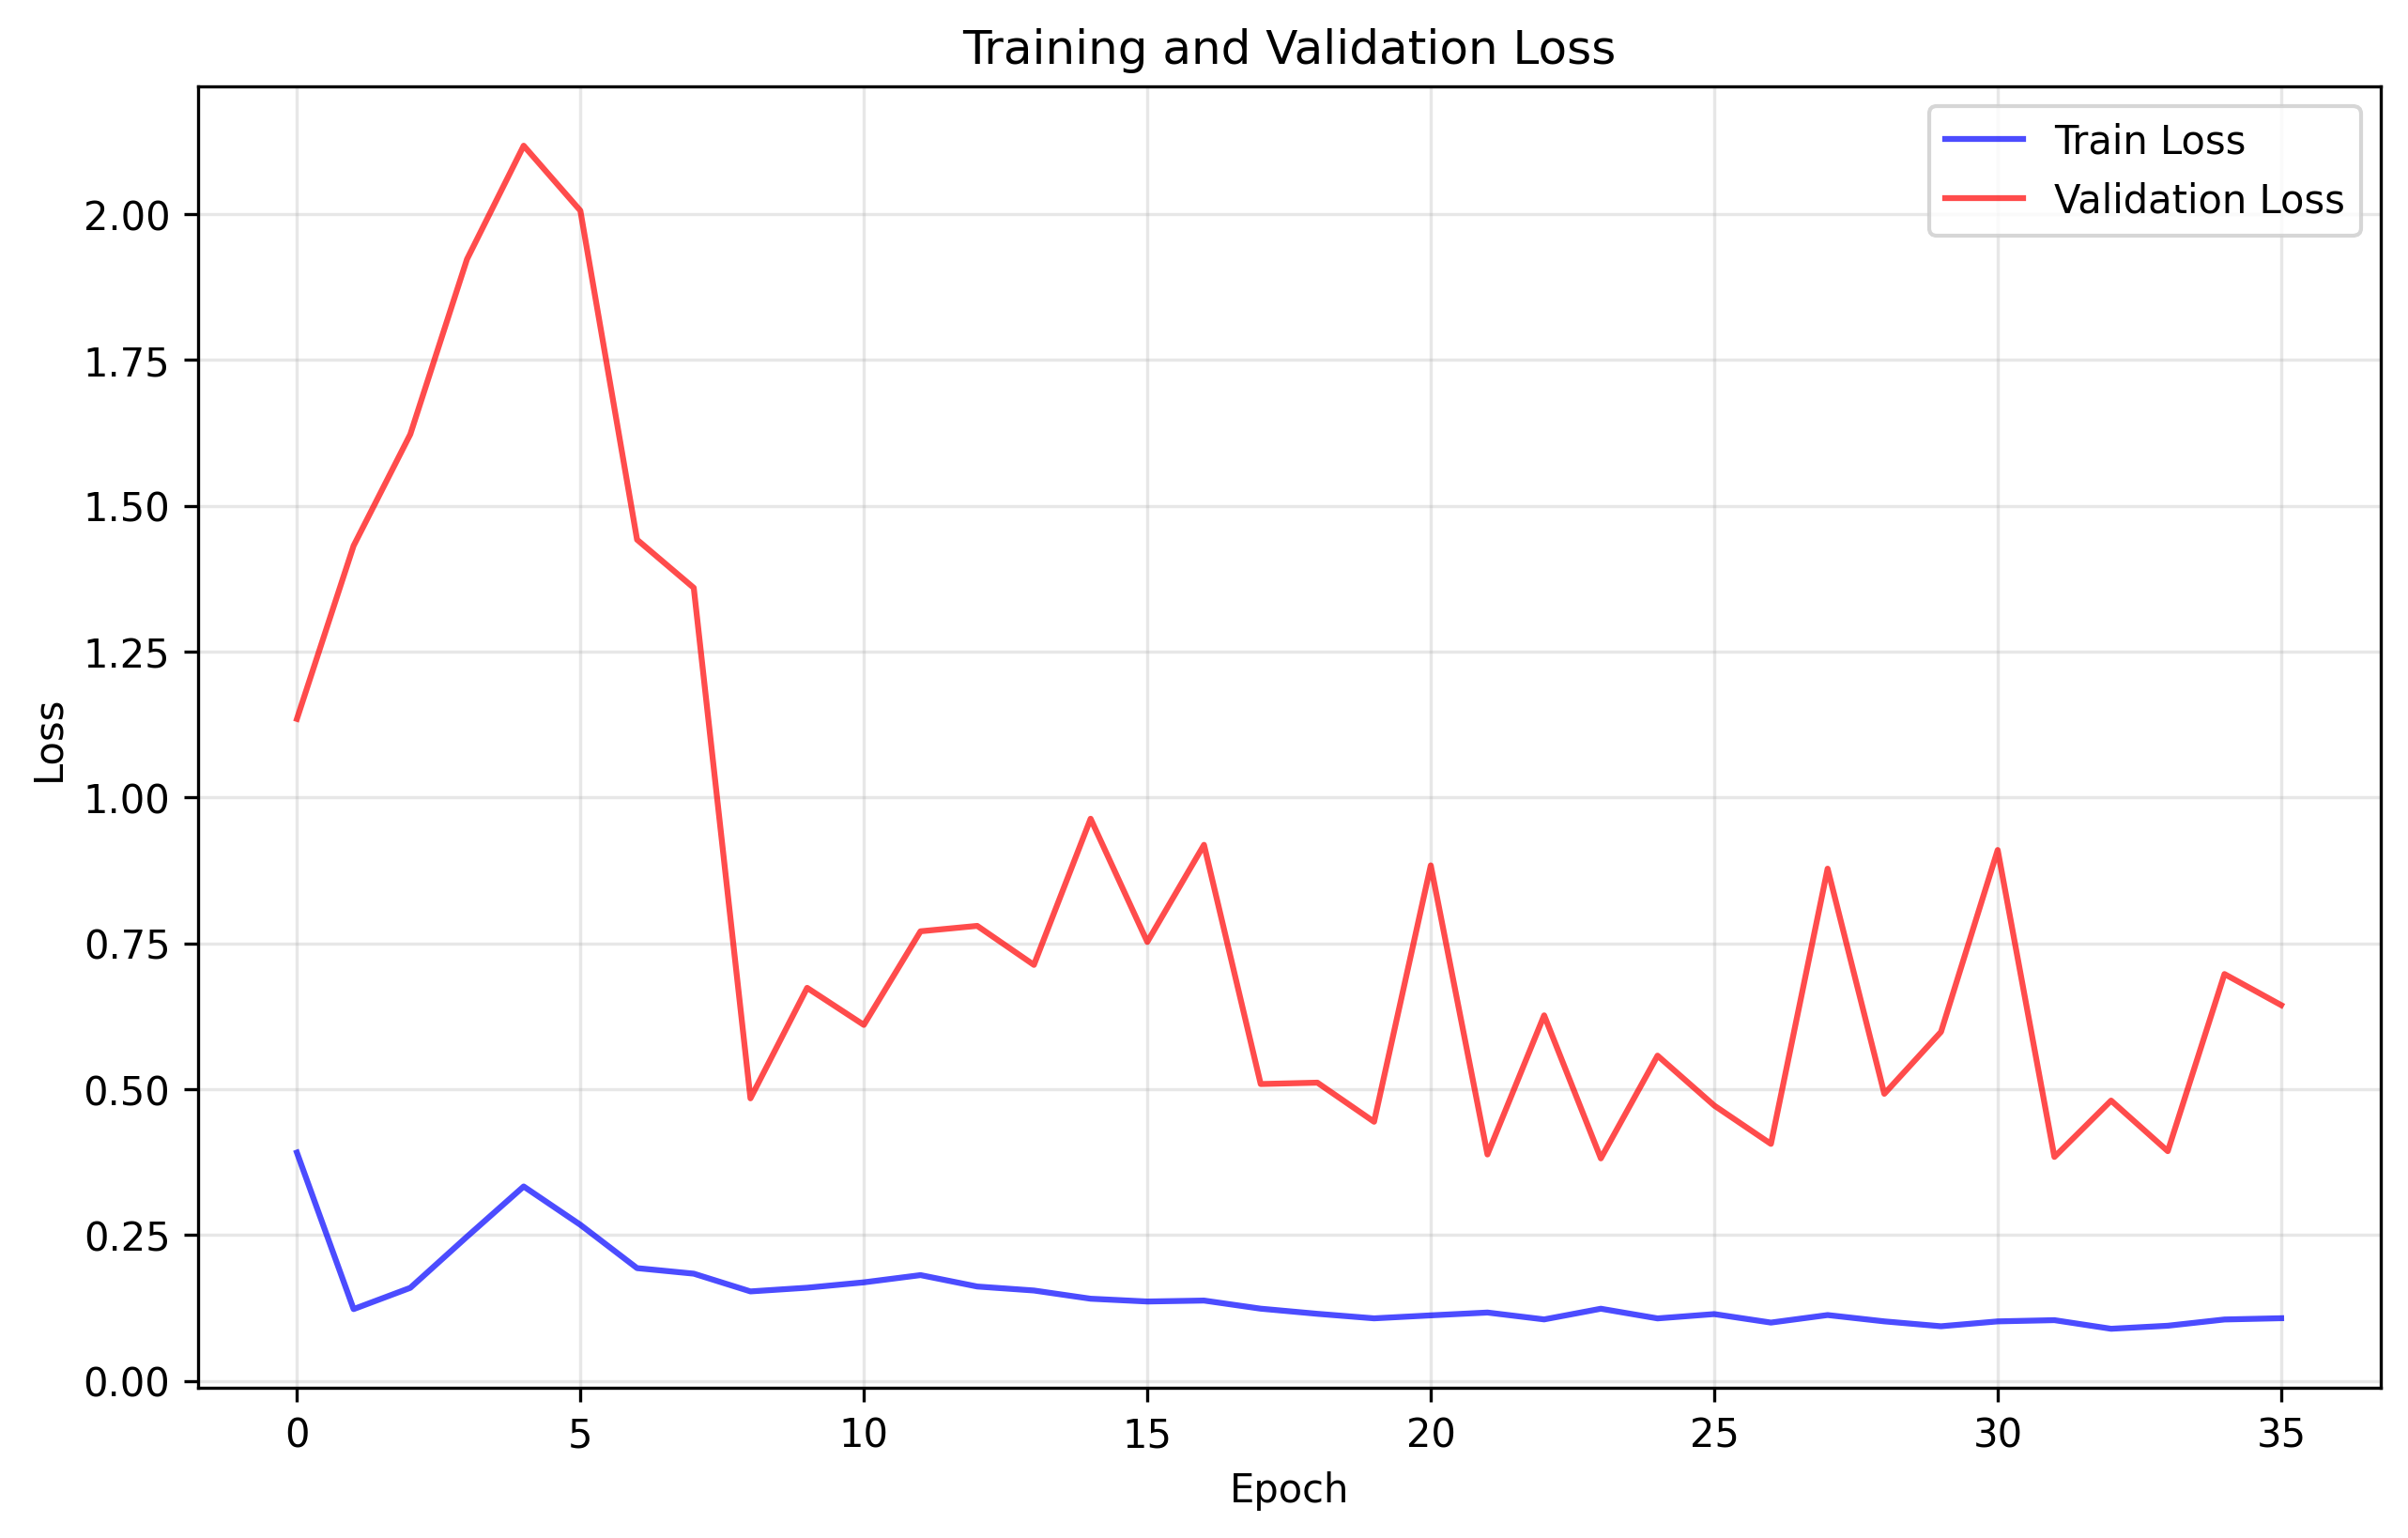 Training and Validation Loss
Train Loss
Validation Loss
2.00
1.75
1.50
1.25
1.00
0.75
0.50
0.25
0.00
Loss
0 5 10 15 20 25 30 35
Epoch